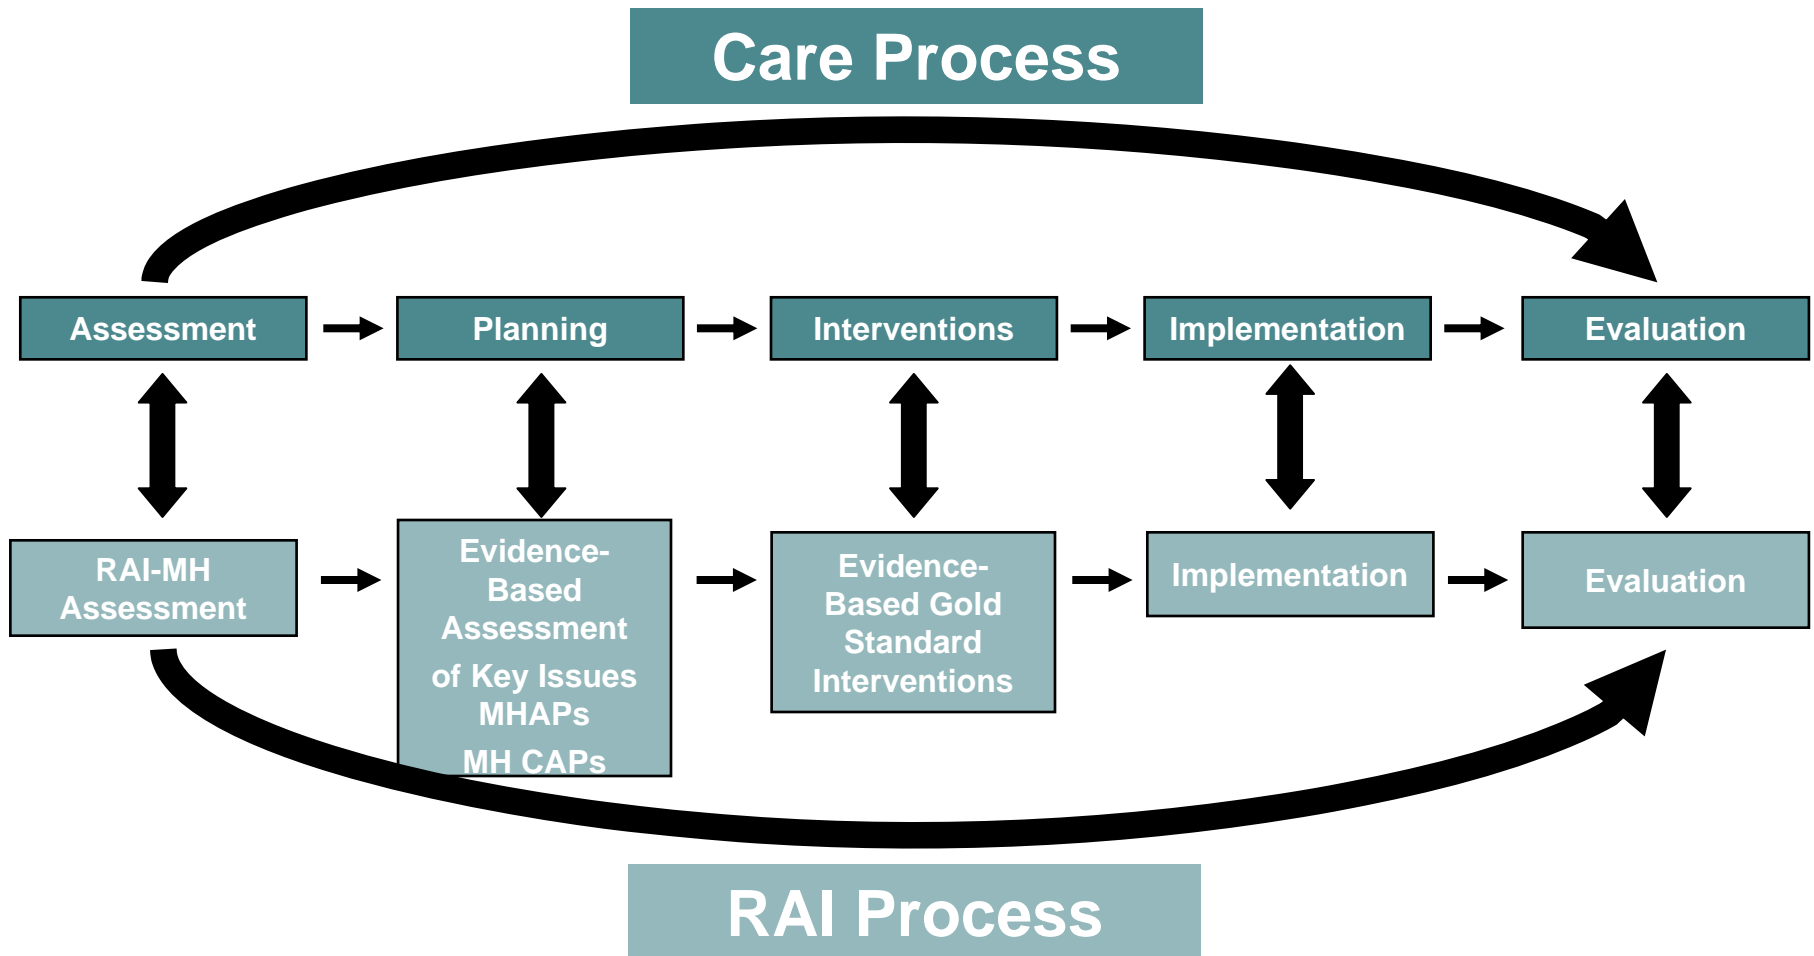 Care Process
Assessment
Planning
Interventions
Implementation
Evaluation
RAI-MH
Assessment
Evidence-
Based
Assessment
of Key Issues
MHAPs
MH CAPs
Evidence-
Based Gold
Standard
Interventions
Implementation
Evaluation
RAI Process